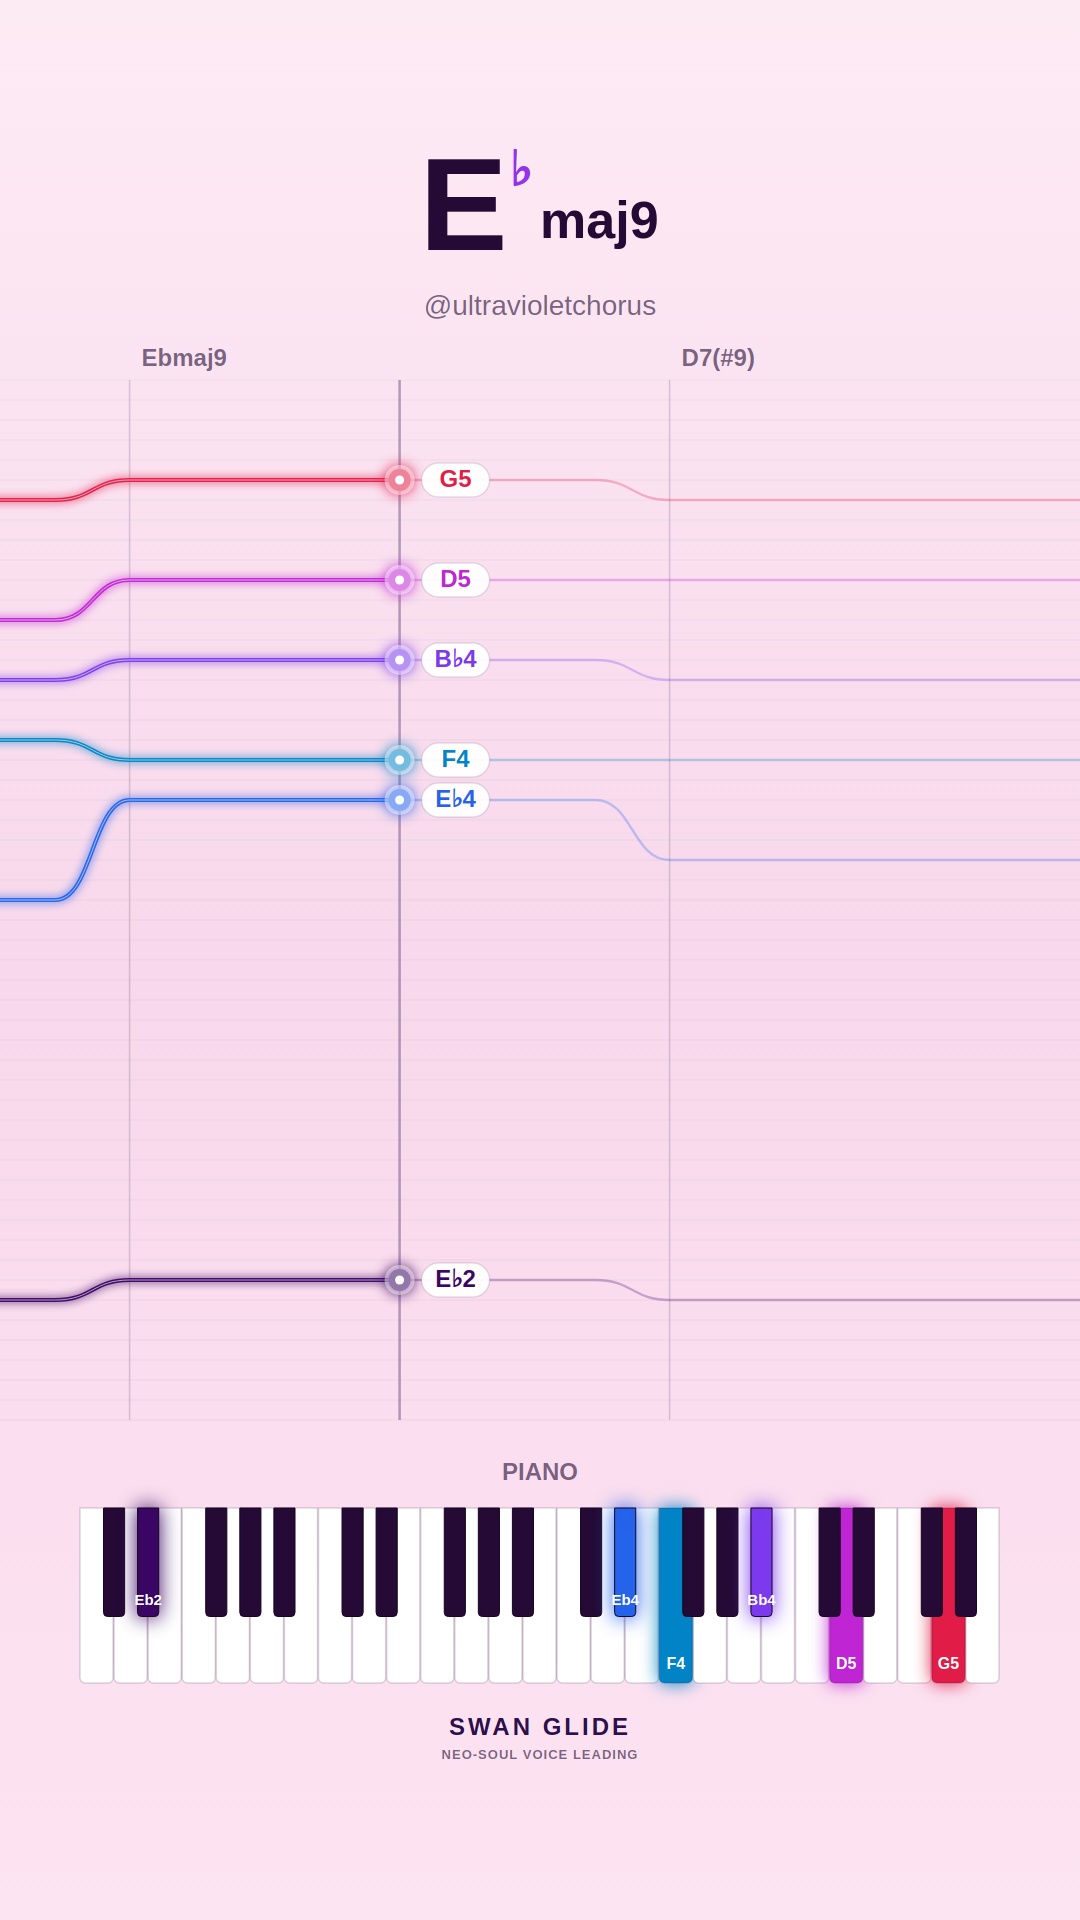 E♭maj9
@ultravioletchorus
Ebmaj9 D7(#9)
G5
D5
B♭4
F4
E♭4
E♭2
PIANO
Eb2 Eb4 Bb4
F4 D5 G5
SWAN GLIDE
NEO-SOUL VOICE LEADING